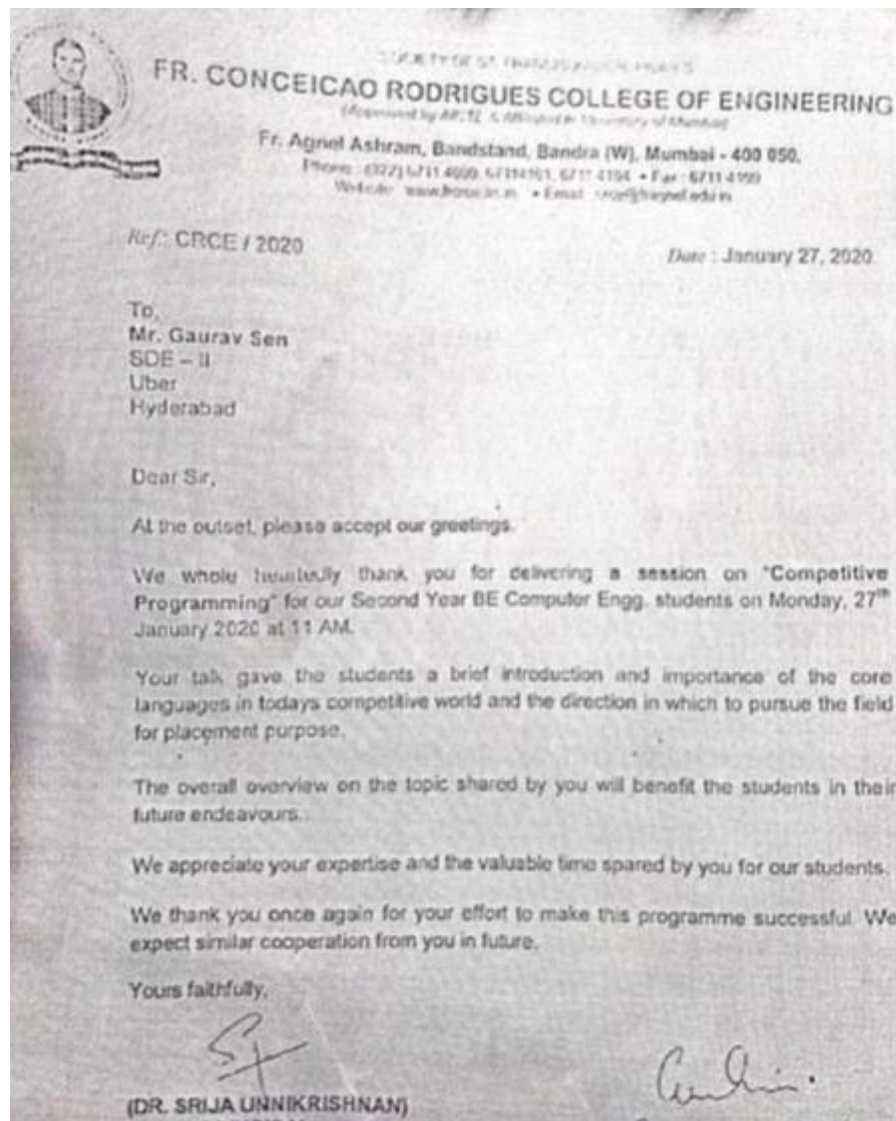 FR. CONCEICAO RODRIGUES COLLEGE OF ENGINEERING
Fr. Agnel Ashram, Bandstand, Bandra (W), Mumbai - 400 050.
Ref.: CRCE / 2020
Date : January 27, 2020
To,
Mr. Gaurav Sen
SDE – II
Uber
Hyderabad
Dear Sir,
At the outset, please accept our greetings.
We whole heartedly thank you for delivering a session on "Competitive
Programming" for our Second Year BE Computer Engg. students on Monday, 27th
January 2020 at 11 AM.
Your talk gave the students a brief introduction and importance of the core
languages in todays competitive world and the direction in which to pursue the field
for placement purpose.
The overall overview on the topic shared by you will benefit the students in their
future endeavours.
We appreciate your expertise and the valuable time spared by you for our students.
We thank you once again for your effort to make this programme successful. We
expect similar cooperation from you in future.
Yours faithfully,
(DR. SRIJA UNNIKRISHNAN)